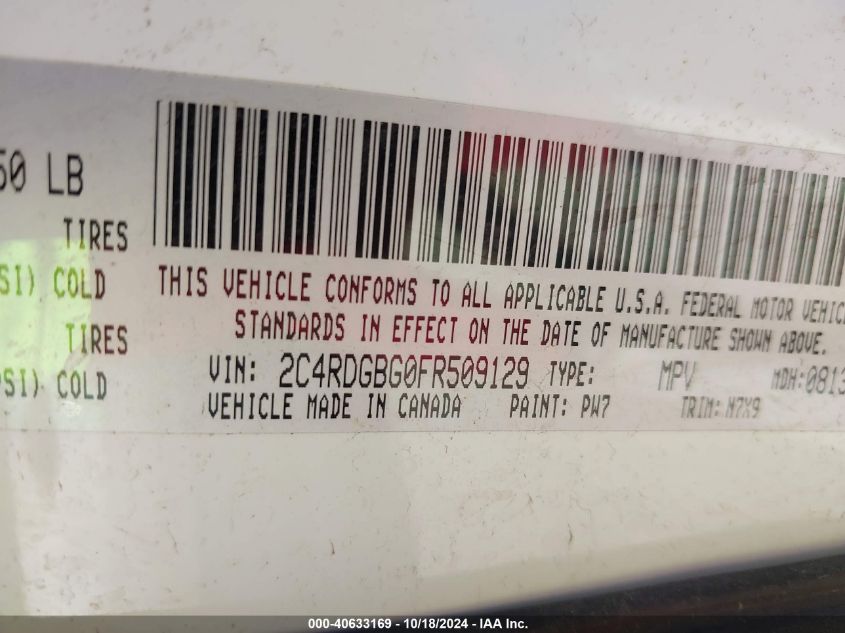 50 LB
TIRES
SI) COLD
TIRES
PSI) COLD
THIS VEHICLE CONFORMS TO ALL APPLICABLE U.S.A. FEDERAL MOTOR VEHIC
STANDARDS IN EFFECT ON THE DATE OF MANUFACTURE SHOWN ABOVE.
VIN: 2C4RDGBG0FR509129 TYPE: MPV MDH:0813
VEHICLE MADE IN CANADA PAINT: PW7 TRIM: N7X9
000-40633169 - 10/18/2024 - IAA Inc.